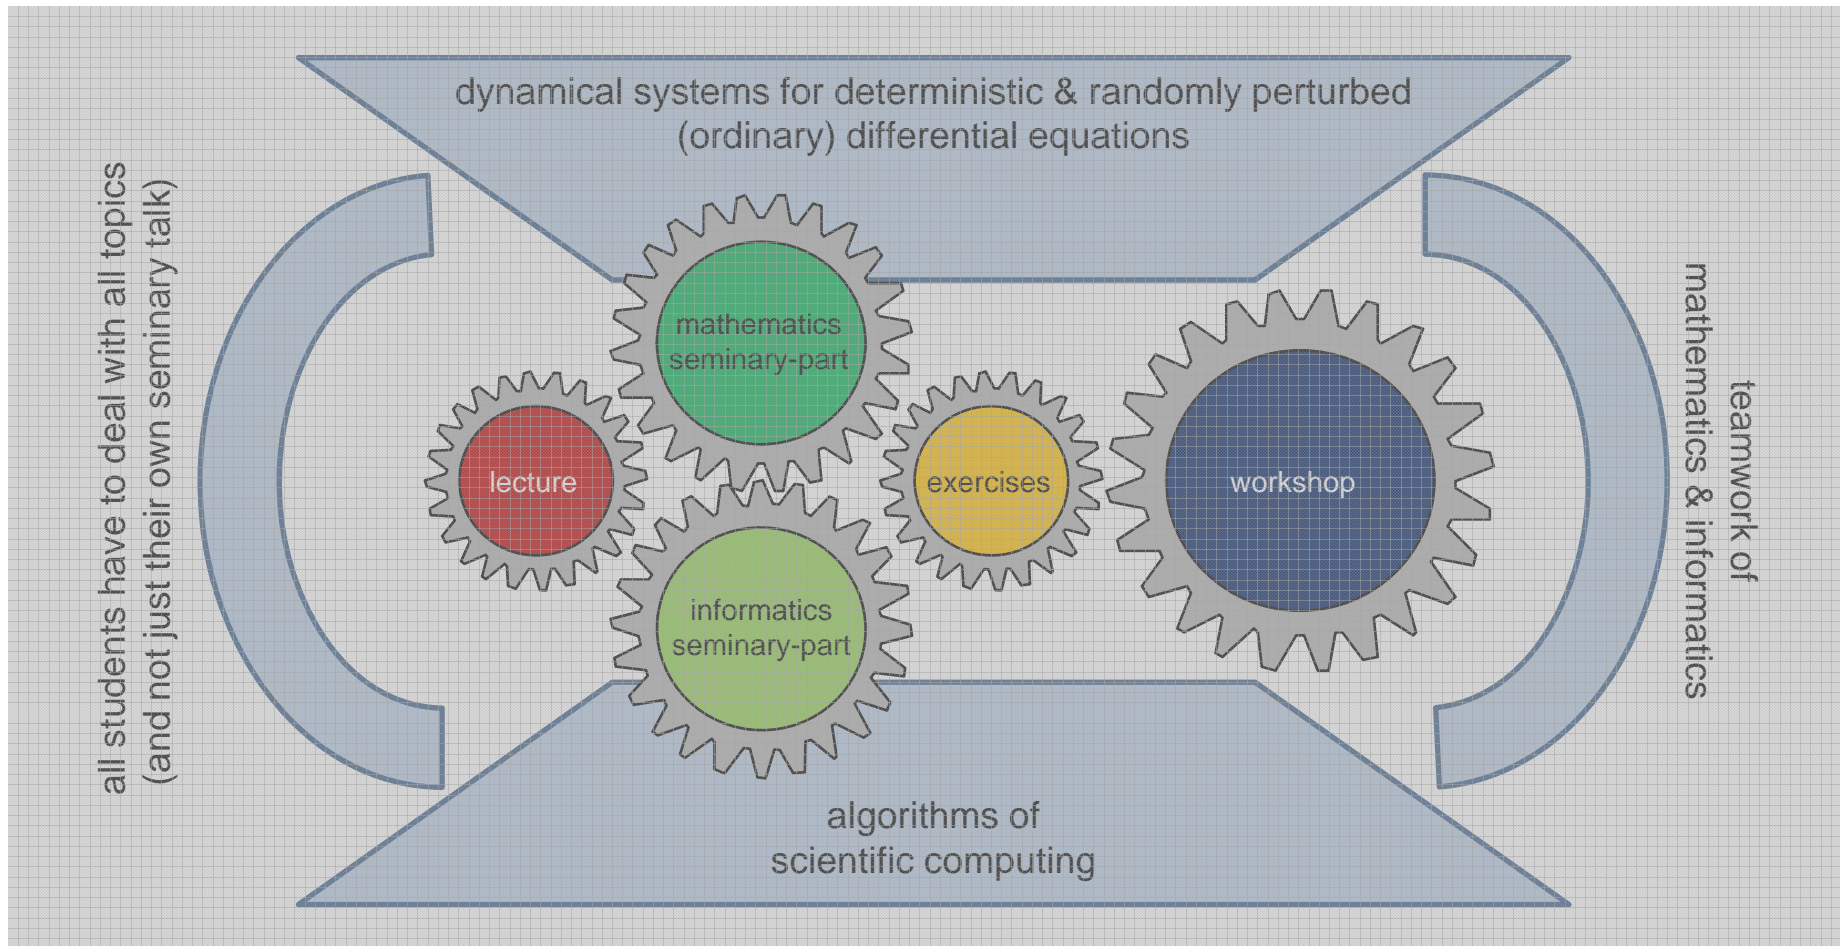 dynamical systems for deterministic & randomly perturbed
(ordinary) differential equations
all students have to deal with all topics
(and not just their own seminary talk)
mathematics
seminary-part
lecture
exercises
workshop
informatics
seminary-part
teamwork of
mathematics & informatics
algorithms of
scientific computing